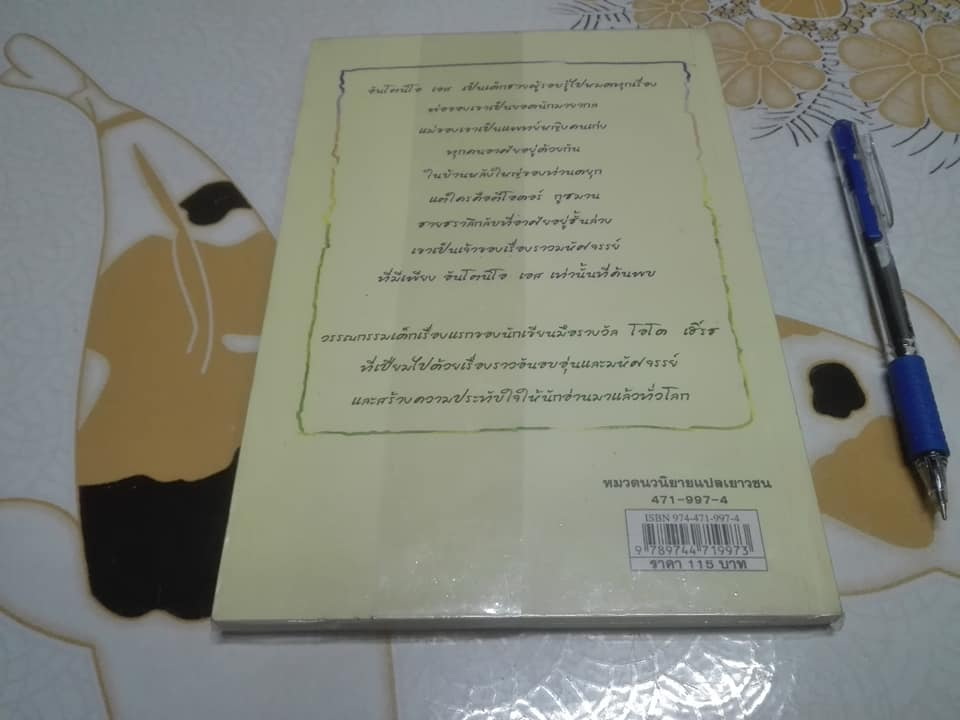 อันโตนีโอ เอส เป็นเด็กชายผู้รอบรู้ไปหมดทุกเรื่อง
พ่อของเขาเป็นยอดนักมายากล
แม่ของเขาเป็นแพทย์หญิงคนเก่ง
ทุกคนอาศัยอยู่ด้วยกัน
ในบ้านหลังใหญ่ของท่านดยุก
แต่ใครคือตีโอดอร์ กูซมาน
ชายชราลึกลับที่อาศัยอยู่ชั้นล่าง
เขาเป็นเจ้าของเรื่องราวมหัศจรรย์
ที่มีเพียง อันโตนีโอ เอส เท่านั้นที่ค้นพบ
วรรณกรรมเด็กเรื่องแรกของนักเขียนมือรางวัล โอโต เฮิ์รช
ที่เปี่ยมไปด้วยเรื่องราวอันอบอุ่นและมหัศจรรย์
และสร้างความประทับใจให้นักอ่านมาแล้วทั่วโลก
หมวดนวนิยายแปลเยาวชน
471-997-4
ISBN 974-471-997-4
9 789744 719973
ราคา 115 บาท